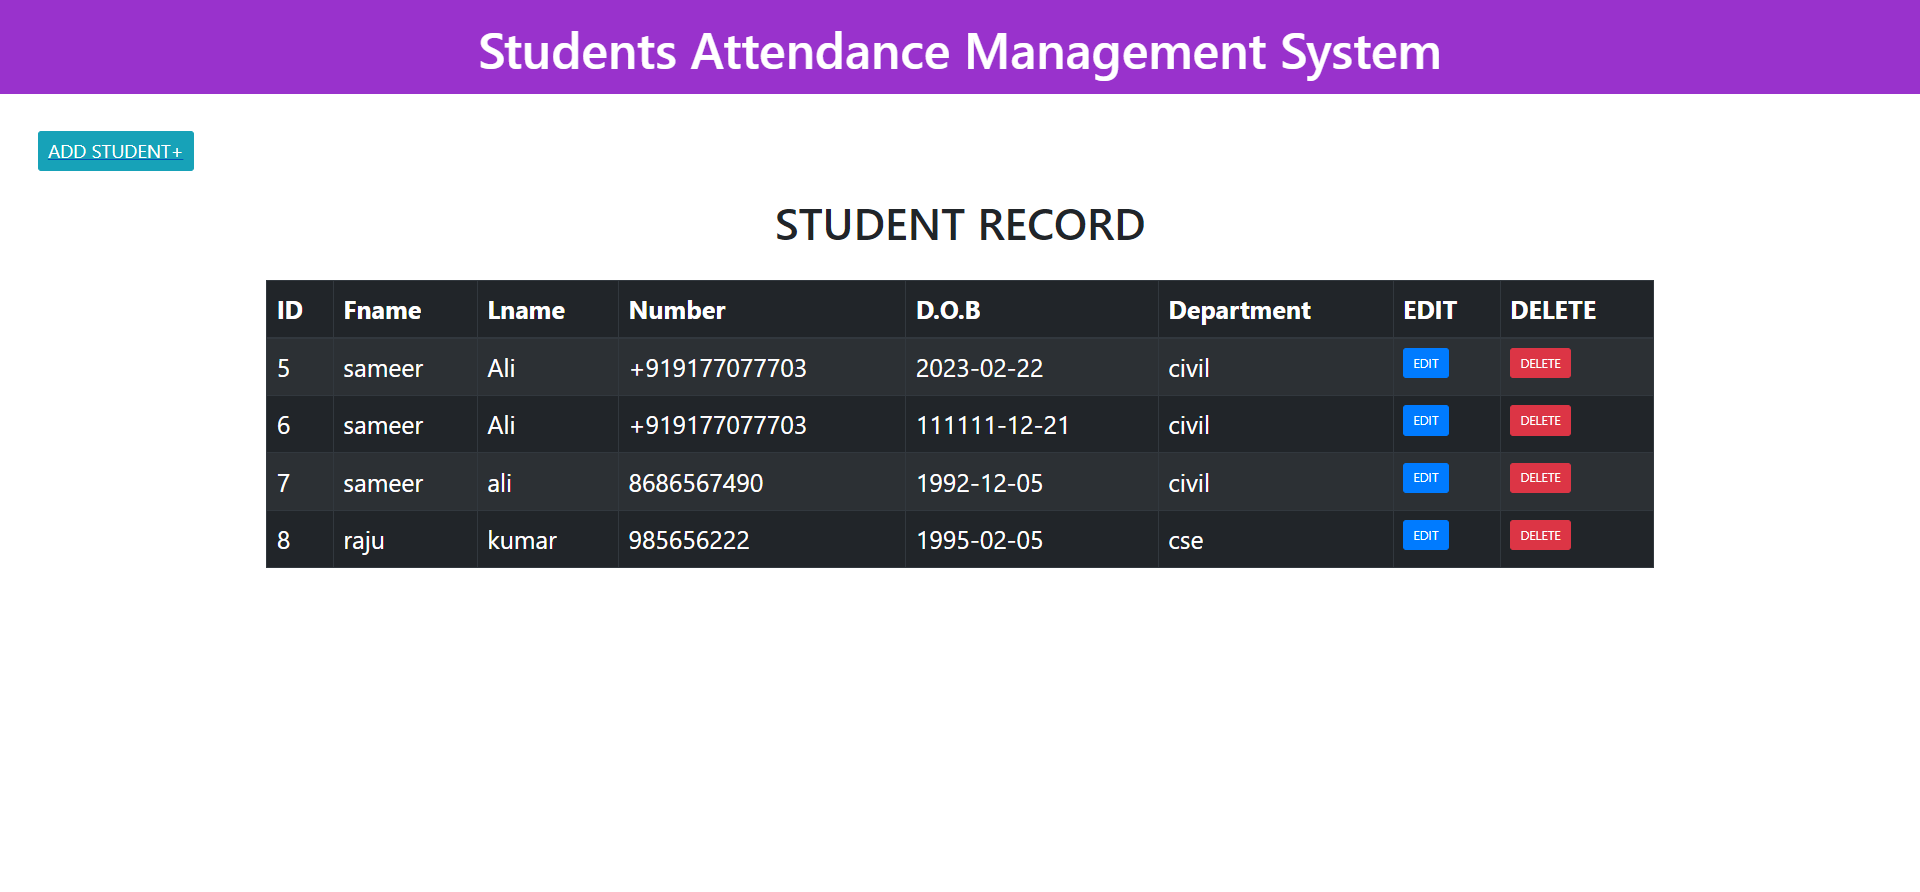 Students Attendance Management System
ADD STUDENT+
STUDENT RECORD
ID Fname Lname Number D.O.B Department EDIT DELETE
5 sameer Ali +919177077703 2023-02-22 civil EDIT DELETE
6 sameer Ali +919177077703 111111-12-21 civil EDIT DELETE
7 sameer ali 8686567490 1992-12-05 civil EDIT DELETE
8 raju kumar 985656222 1995-02-05 cse EDIT DELETE